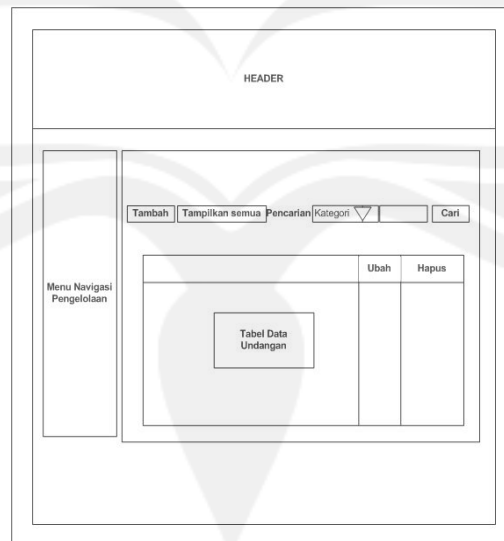 HEADER
Tambah Tampilkan semua Pencarian Kategori Cari
Ubah Hapus
Menu Navigasi
Pengelolaan
Tabel Data
Undangan